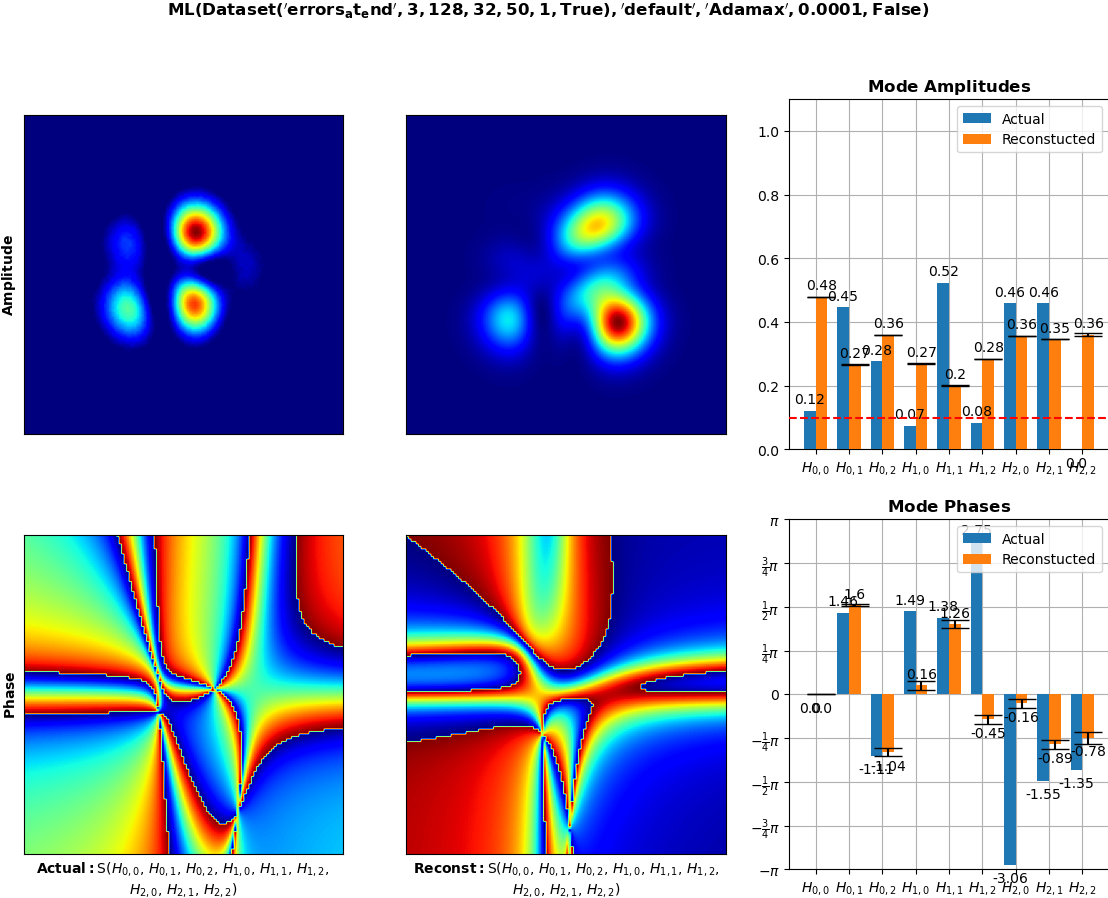 ML(Dataset('errors_at_end', 3, 128, 32, 50, 1, True), 'default', 'Adamax', 0.0001, False)
Amplitude
Mode Amplitudes
Actual
Reconstucted
1.0
0.8
0.6
0.4
0.2
0.0
0.12
0.48
0.45
0.27
0.28
0.36
0.07
0.27
0.52
0.2
0.08
0.28
0.46
0.36
0.46
0.35
0.0
0.36
H0,0 H0,1 H0,2 H1,0 H1,1 H1,2 H2,0 H2,1 H2,2
Phase
Mode Phases
Actual
Reconstucted
π
3/4π
1/2π
1/4π
0
−1/4π
−1/2π
−3/4π
−π
0.0
0.0
1.46
1.6
-1.11
-1.04
1.49
0.16
1.38
1.26
2.75
-0.45
-3.06
-0.16
-1.55
-0.89
-1.35
-0.78
H0,0 H0,1 H0,2 H1,0 H1,1 H1,2 H2,0 H2,1 H2,2
Actual: S(H0,0, H0,1, H0,2, H1,0, H1,1, H1,2,
H2,0, H2,1, H2,2)
Reconst: S(H0,0, H0,1, H0,2, H1,0, H1,1, H1,2,
H2,0, H2,1, H2,2)